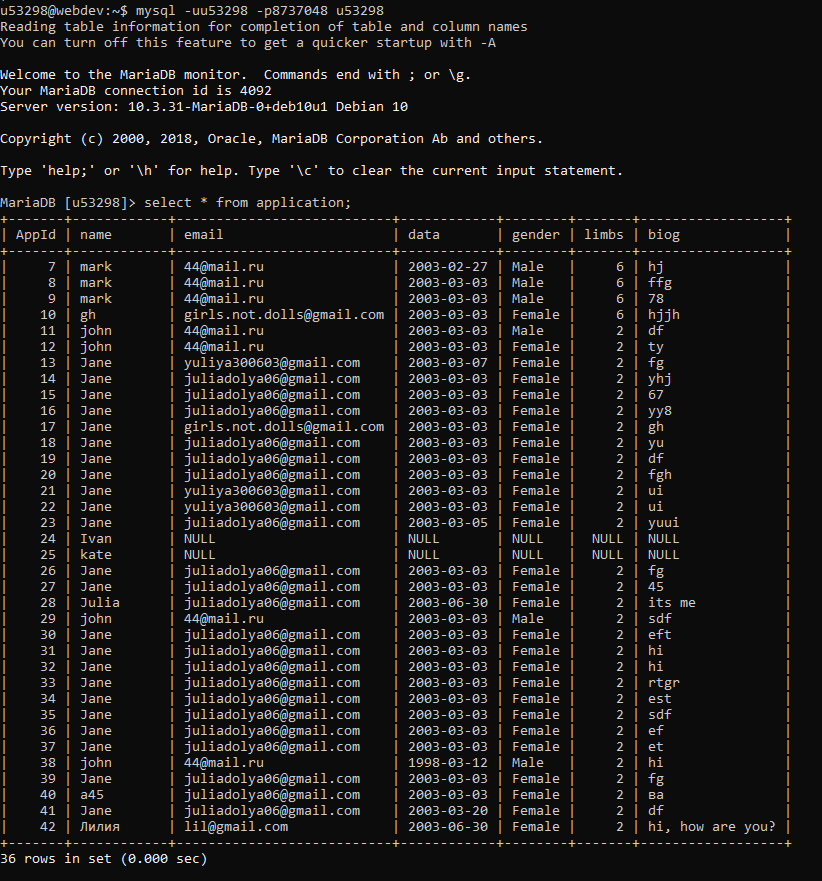 u53298@webdev:~$ mysql -uu53298 -p8737048 u53298
Reading table information for completion of table and column names
You can turn off this feature to get a quicker startup with -A

Welcome to the MariaDB monitor.  Commands end with ; or \g.
Your MariaDB connection id is 4092
Server version: 10.3.31-MariaDB-0+deb10u1 Debian 10

Copyright (c) 2000, 2018, Oracle, MariaDB Corporation Ab and others.

Type 'help;' or '\h' for help. Type '\c' to clear the current input statement.

MariaDB [u53298]> select * from application;
+-------+------------+---------------------------+------------+--------+-------+------------------+
| AppId | name       | email                     | data       | gender | limbs | biog             |
+-------+------------+---------------------------+------------+--------+-------+------------------+
|     7 | mark       | 44@mail.ru                | 2003-02-27 | Male   |     6 | hj               |
|     8 | mark       | 44@mail.ru                | 2003-03-03 | Male   |     6 | ffg              |
|     9 | mark       | 44@mail.ru                | 2003-03-03 | Male   |     6 | 78               |
|    10 | gh         | girls.not.dolls@gmail.com | 2003-03-03 | Female |     6 | hjjh             |
|    11 | john       | 44@mail.ru                | 2003-03-03 | Male   |     2 | df               |
|    12 | john       | 44@mail.ru                | 2003-03-03 | Female |     2 | ty               |
|    13 | Jane       | yuliya300603@gmail.com    | 2003-03-07 | Female |     2 | fg               |
|    14 | Jane       | juliadolya06@gmail.com    | 2003-03-03 | Female |     2 | yhj              |
|    15 | Jane       | juliadolya06@gmail.com    | 2003-03-03 | Female |     2 | 67               |
|    16 | Jane       | juliadolya06@gmail.com    | 2003-03-03 | Female |     2 | yy8              |
|    17 | Jane       | girls.not.dolls@gmail.com | 2003-03-03 | Female |     2 | gh               |
|    18 | Jane       | juliadolya06@gmail.com    | 2003-03-03 | Female |     2 | yu               |
|    19 | Jane       | juliadolya06@gmail.com    | 2003-03-03 | Female |     2 | df               |
|    20 | Jane       | juliadolya06@gmail.com    | 2003-03-03 | Female |     2 | fgh              |
|    21 | Jane       | yuliya300603@gmail.com    | 2003-03-03 | Female |     2 | ui               |
|    22 | Jane       | yuliya300603@gmail.com    | 2003-03-03 | Female |     2 | ui               |
|    23 | Jane       | juliadolya06@gmail.com    | 2003-03-05 | Female |     2 | yuui             |
|    24 | Ivan       | NULL                      | NULL       | NULL   |  NULL | NULL             |
|    25 | kate       | NULL                      | NULL       | NULL   |  NULL | NULL             |
|    26 | Jane       | juliadolya06@gmail.com    | 2003-03-03 | Female |     2 | fg               |
|    27 | Jane       | juliadolya06@gmail.com    | 2003-03-03 | Female |     2 | 45               |
|    28 | Julia      | juliadolya06@gmail.com    | 2003-06-30 | Female |     2 | its me           |
|    29 | john       | 44@mail.ru                | 2003-03-03 | Male   |     2 | sdf              |
|    30 | Jane       | juliadolya06@gmail.com    | 2003-03-03 | Female |     2 | eft              |
|    31 | Jane       | juliadolya06@gmail.com    | 2003-03-03 | Female |     2 | hi               |
|    32 | Jane       | juliadolya06@gmail.com    | 2003-03-03 | Female |     2 | hi               |
|    33 | Jane       | juliadolya06@gmail.com    | 2003-03-03 | Female |     2 | rtgr             |
|    34 | Jane       | juliadolya06@gmail.com    | 2003-03-03 | Female |     2 | est              |
|    35 | Jane       | juliadolya06@gmail.com    | 2003-03-03 | Female |     2 | sdf              |
|    36 | Jane       | juliadolya06@gmail.com    | 2003-03-03 | Female |     2 | ef               |
|    37 | Jane       | juliadolya06@gmail.com    | 2003-03-03 | Female |     2 | et               |
|    38 | john       | 44@mail.ru                | 1998-03-12 | Male   |     2 | hi               |
|    39 | Jane       | juliadolya06@gmail.com    | 2003-03-03 | Female |     2 | fg               |
|    40 | a45        | juliadolya06@gmail.com    | 2003-03-03 | Female |     2 | ва               |
|    41 | Jane       | juliadolya06@gmail.com    | 2003-03-20 | Female |     2 | df               |
|    42 | Лилия      | lil@gmail.com             | 2003-06-30 | Female |     2 | hi, how are you? |
+-------+------------+---------------------------+------------+--------+-------+------------------+
36 rows in set (0.000 sec)